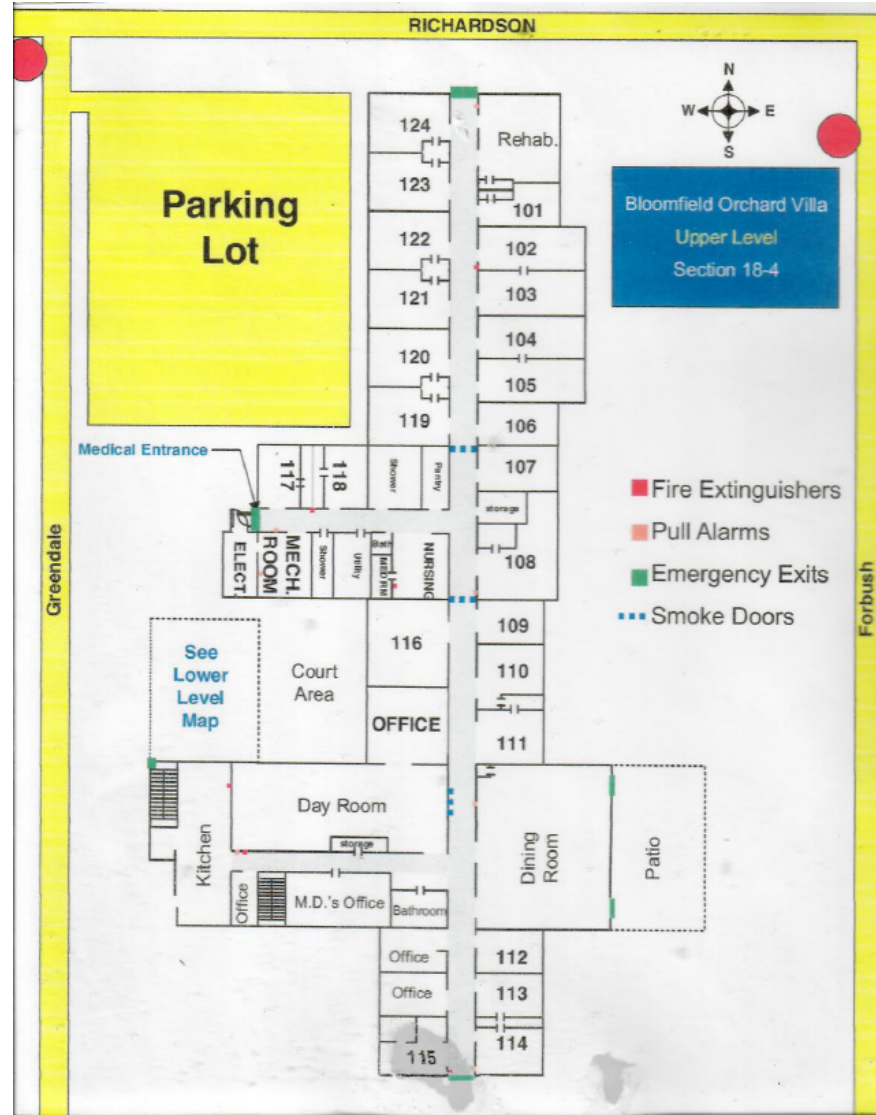 RICHARDSON
N
W
E
S
124
Rehab.
123
101
Parking
Lot
Bloomfield Orchard Villa
Upper Level
Section 18-4
122
102
121
103
120
104
119
105
106
Medical Entrance
117
118
Shower
Pantry
107
storage
108
Fire Extinguishers
Pull Alarms
Emergency Exits
Smoke Doors
ELECT.
MECH.
ROOM
Shower
Utility
Bath
MED RM
NURSING
Greendale
Forbush
See
Lower
Level
Map
Court
Area
116
109
110
OFFICE
111
Day Room
storage
Kitchen
Office
M.D.'s Office
Bathroom
Dining
Room
Patio
Office
112
Office
113
115
114